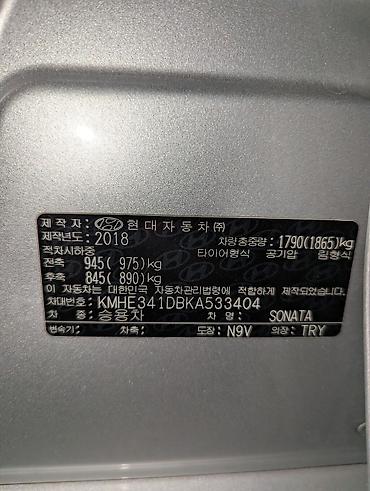 제 작 자: HYUNDAI 현 대 자 동 차 ㈜
제작년도: 2018 차량총중량: 1790(1865)kg
적차시하중 타이어형식 공기압 림형식
전축 945( 975)kg
후축 845( 890)kg
이 자동차는 대한민국 자동차관리법령에 적합하게 제작되었습니다.
차대번호: KMHE341DBKA533404
차 종: 승용차 차 명: SONATA
변속기: 차축: 도장: N9V 의장: TRY